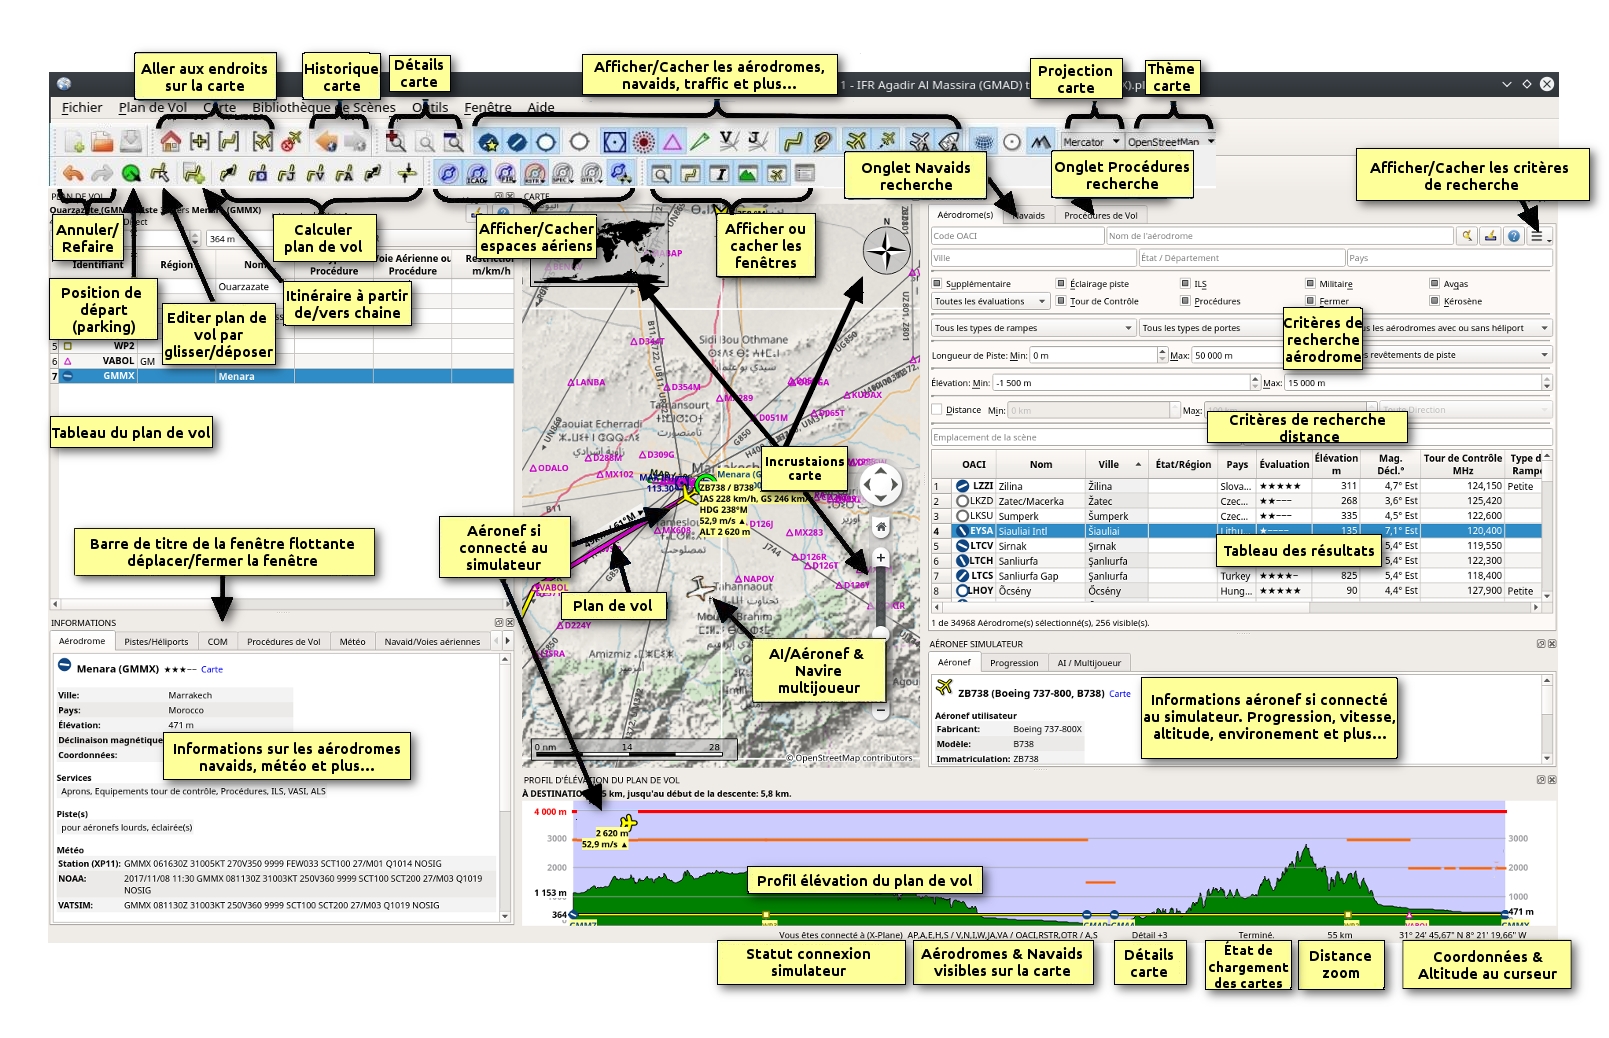 Aller aux endroits
sur la carte
Historique
carte
Détails
carte
Afficher/Cacher les aérodromes,
navaids, traffic et plus...
Projection
carte
Thème
carte
1 - IFR Agadir Al Massira (GMAD) t
Fichier Plan de Vol Carte Bibliothèque de Scènes Outils Fenêtre Aide
Mercator OpenStreetMap
Onglet Navaids
recherche
Onglet Procédures
recherche
Afficher/Cacher les critères
de recherche
PLAN DE VOL
CARTE
Annuler/
Refaire
Direct
364 m
Calculer
plan de vol
Afficher/Cacher
espaces aériens
Afficher ou
cacher les
fenêtres
Identifiant Région Nom Procédure Voie Aérienne ou Procédure Restriction m/km/h
Ouarzazate
Position de
départ
(parking)
Editer plan de
vol par
glisser/déposer
Itinéraire à partir
de/vers chaine
5 WP2
6 VABOL GM
7 GMMX Menara
Tableau du plan de vol
Barre de titre de la fenêtre flottante
déplacer/fermer la fenêtre
INFORMATIONS
Aérodrome Pistes/Héliports COM Procédures de Vol Météo Navaid/Voies aériennes
Menara (GMMX) ★★★−− Carte
Ville: Marrakech
Pays: Morocco
Élévation: 471 m
Déclinaison magnétique
Coordonnées:
Informations sur les aérodromes
navaids, météo et plus...
Services
Aprons, Equipements tour de contrôle, Procédures, ILS, VASI, ALS
Piste(s)
pour aéronefs lourds, éclairée(s)
Météo
Station (XP11): GMMX 061630Z 31005KT 270V350 9999 FEW033 SCT100 27/M01 Q1014 NOSIG
NOAA: 2017/11/08 11:30 GMMX 081130Z 31003KT 250V360 9999 SCT100 SCT200 27/M03 Q1019
NOSIG
VATSIM: GMMX 081130Z 31003KT 250V360 9999 SCT100 SCT200 27/M03 Q1019 NOSIG
N
Sidi Bou Othmane
LANBA
D354M
D051M
Tamansourt
KUDAX
Zaouiat Echerradi
D288M
D309G
ODALO
MX102
B11
G850
Incrustaions
carte
ZB738 / B738
IAS 228 km/h, GS 246 km/
HDG 238°M
52,9 m/s ▲
ALT 2 620 m
D126J
MX283
J744
D126R
D126T
D126Y
NAPOV
Tahannaout
VABOL
D224Y
Amizmiz
Aéronef si
connecté au
simulateur
Plan de vol
AI/Aéronef &
Navire
multijoueur
0 nm 14 28
© OpenStreetMap contributors
Aérodrome(s) Navaids Procédures de Vol
Code OACI Nom de l'aérodrome
Ville État / Département Pays
Supplémentaire Éclairage piste ILS Militaire Avgas
Toutes les évaluations Tour de Contrôle Procédures Fermer Kérosène
Tous les types de rampes Tous les types de portes les aérodromes avec ou sans héliport
Critères de
recherche
aérodrome
Longueur de Piste: Min: 0 m Max: 50 000 m revêtements de piste
Élévation: Min: -1 500 m Max: 15 000 m
Distance Min: 0 km Max:
Critères de recherche
distance
Emplacement de la scène
OACI Nom Ville État/Région Pays Évaluation Élévation m Mag. Décl.° Tour de Contrôle MHz Type d Rampe
1 LZZI Zilina Žilina Slova... ★★★★★ 311 4,7° Est 124,150 Petite
2 LKZD Zatec/Macerka Žatec Czec... ★★−−− 268 3,6° Est 125,420
3 LKSU Sumperk Šumperk Czec... ★★−−− 335 4,5° Est 122,600
4 EYSA Siauliai Intl Šiauliai Lithu... ★−−−− 135 7,1° Est 120,400
5 LTCV Sirnak Şırnak 5,4° Est 119,550
Tableau des résultats
6 LTCH Sanliurfa Şanlıurfa 5,4° Est 122,300
7 LTCS Sanliurfa Gap Şanlıurfa Turkey ★★★★− 825 5,4° Est 118,400
8 LHOY Öcsény Őcsény Hung... ★★★★★ 90 4,4° Est 127,900 Petite
1 de 34968 Aérodrome(s) sélectionné(s), 256 visible(s).
AÉRONEF SIMULATEUR
Aéronef Progression AI / Multijoueur
ZB738 (Boeing 737-800, B738) Carte
Aéronef utilisateur
Fabricant: Boeing 737-800X
Modèle: B738
Immatriculation: ZB738
Informations aéronef si connecté
au simulateur. Progression, vitesse,
altitude, environement et plus...
PROFIL D'ÉLÉVATION DU PLAN DE VOL
À DESTINATION 5 km, jusqu'au début de la descente: 5,8 km.
4 000 m
2 620 m
52,9 m/s ▲
3000 3000
2000 2000
1 153 m
1000
364 471 m
Profil élévation du plan de vol
Vous êtes connecté à (X-Plane) AP,A,E,H,S / V,N,I,W,JA,VA / OACI,RSTR,OTR / A,S Détail +3 Terminé. 55 km 31° 24' 45,67" N 8° 21' 19,66" W
Statut connexion
simulateur
Aérodromes & Navaids
visibles sur la carte
Détails
carte
État de
chargement
des cartes
Distance
zoom
Coordonnées &
Altitude au curseur